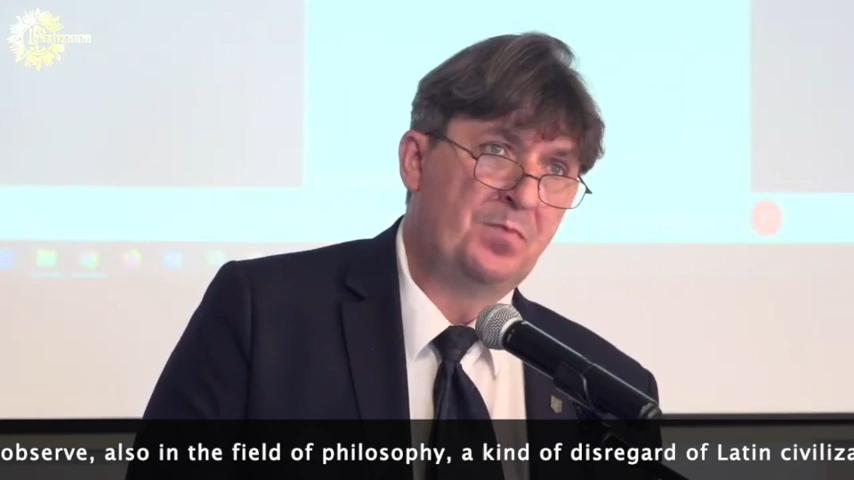 observe, also in the field of philosophy, a kind of disregard of Latin civiliza